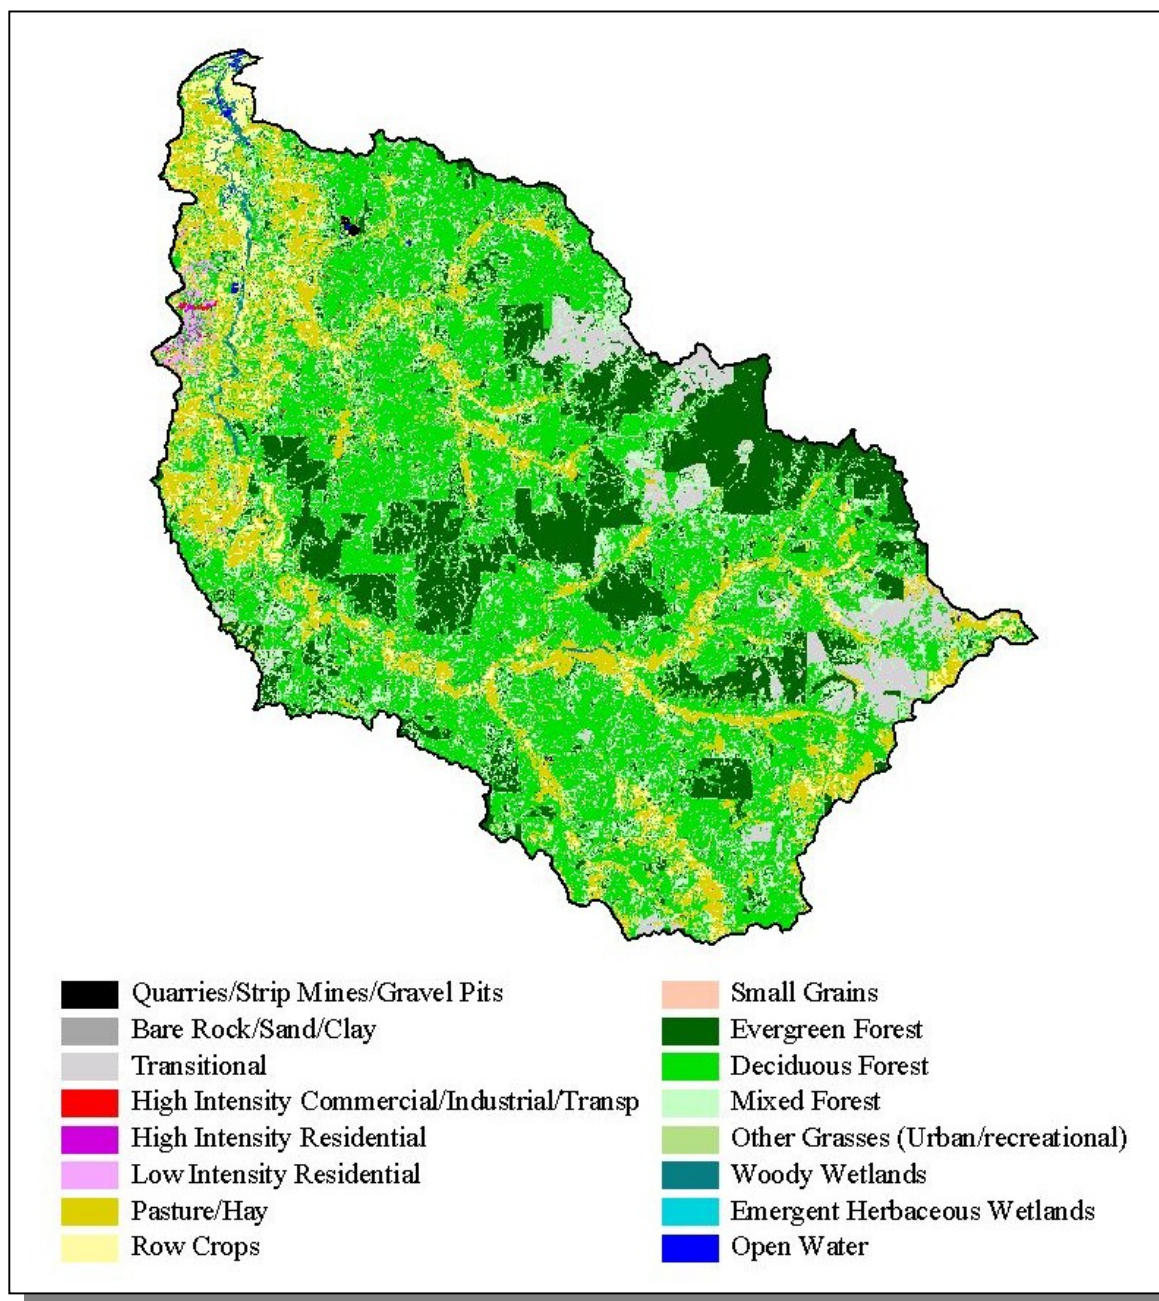 Quarries/Strip Mines/Gravel Pits
Bare Rock/Sand/Clay
Transitional
High Intensity Commercial/Industrial/Transp
High Intensity Residential
Low Intensity Residential
Pasture/Hay
Row Crops
Small Grains
Evergreen Forest
Deciduous Forest
Mixed Forest
Other Grasses (Urban/recreational)
Woody Wetlands
Emergent Herbaceous Wetlands
Open Water